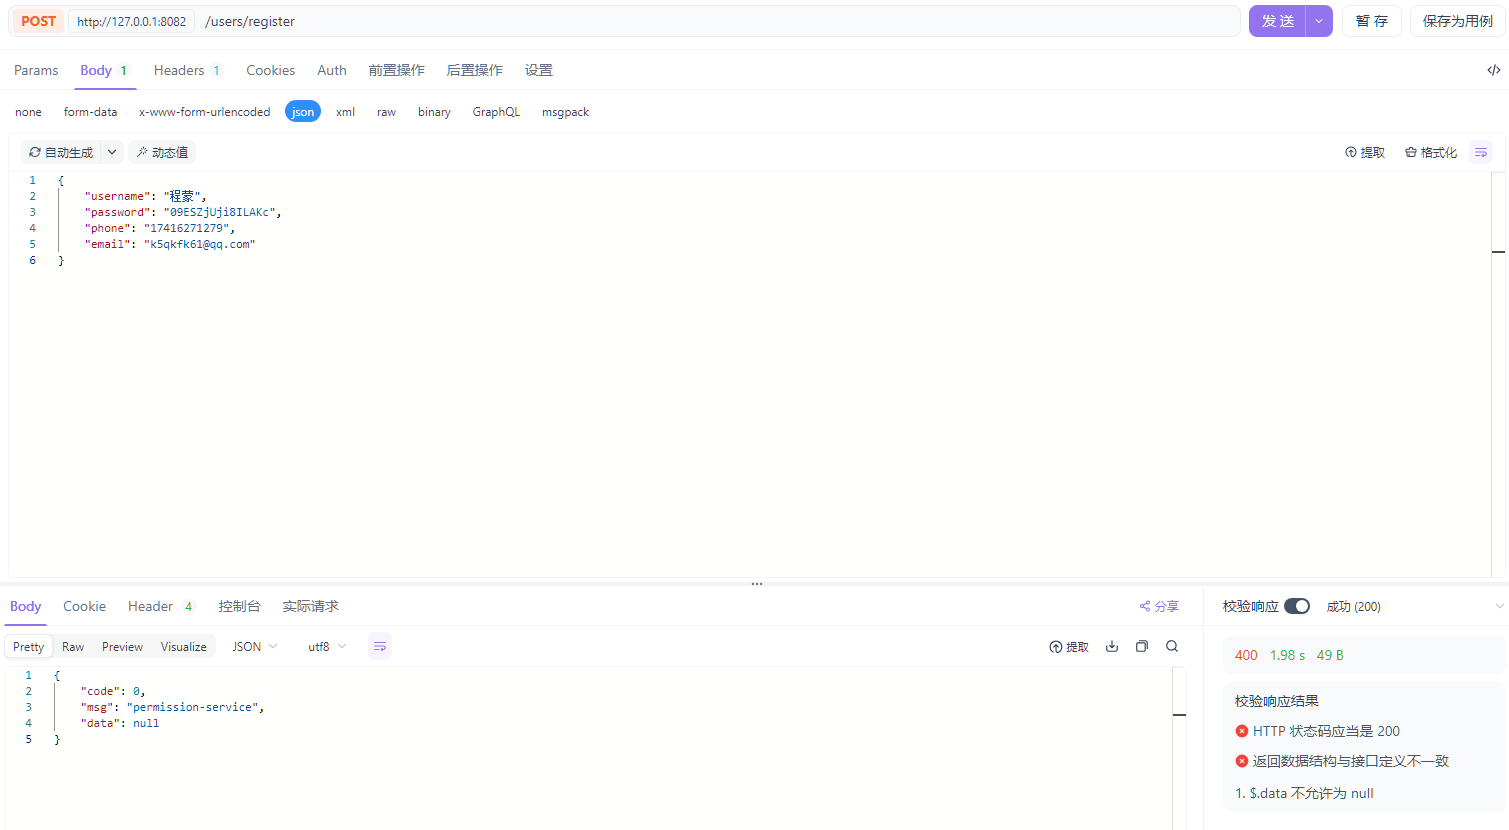 POST http://127.0.0.1:8082 /users/register 发 送 暂 存 保存为用例
Params Body 1 Headers 1 Cookies Auth 前置操作 后置操作 设置
none form-data x-www-form-urlencoded json xml raw binary GraphQL msgpack
自动生成 动态值 提取 格式化
1 {
2 "username": "程蒙",
3 "password": "09ESZjUji8ILAKc",
4 "phone": "17416271279",
5 "email": "k5qkfk61@qq.com"
6 }
Body Cookie Header 4 控制台 实际请求 分享
Pretty Raw Preview Visualize JSON utf8 提取
1 {
2 "code": 0,
3 "msg": "permission-service",
4 "data": null
5 }
校验响应 成功 (200)
400 1.98 s 49 B
校验响应结果
HTTP 状态码应当是 200
返回数据结构与接口定义不一致
1. $.data 不允许为 null